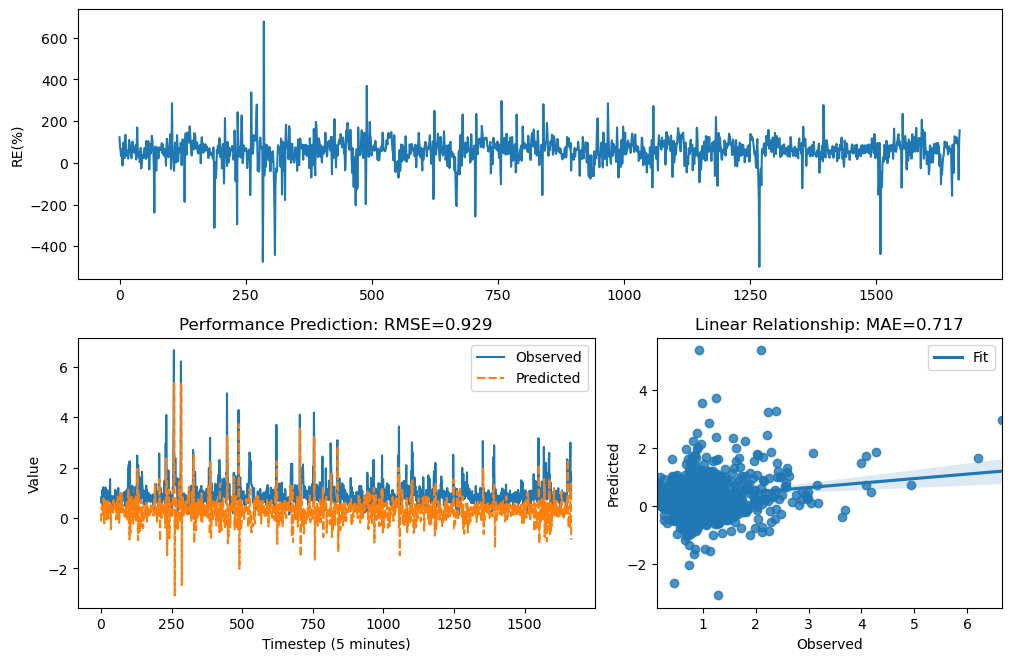 600
400
200
0
−200
−400
RE(%)
0 250 500 750 1000 1250 1500
Performance Prediction: RMSE=0.929
Observed
Predicted
6
4
2
0
−2
Value
0 250 500 750 1000 1250 1500
Timestep (5 minutes)
Linear Relationship: MAE=0.717
Fit
4
2
0
−2
Predicted
1 2 3 4 5 6
Observed